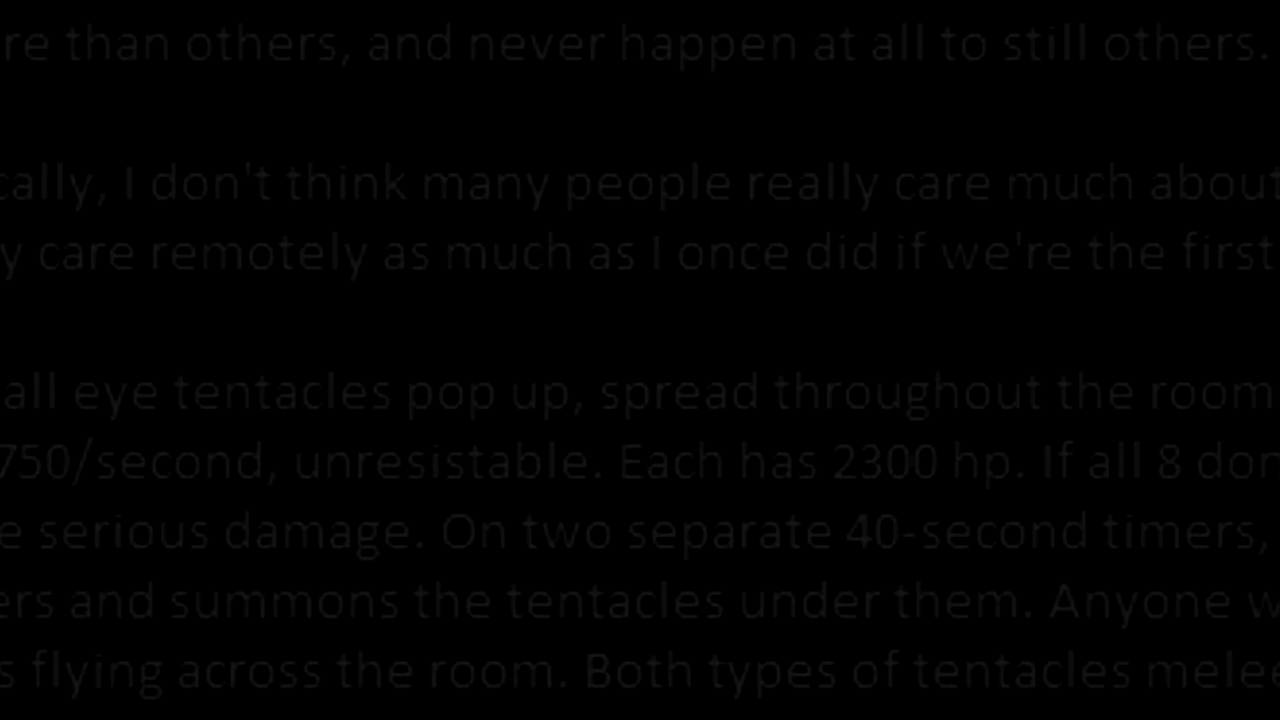 re than others, and never happen at all to still others.
cally, I don't think many people really care much about
y care remotely as much as I once did if we're the first
all eye tentacles pop up, spread throughout the room
750/second, unresistable. Each has 2300 hp. If all 8 don
e serious damage. On two separate 40-second timers,
ers and summons the tentacles under them. Anyone w
s flying across the room. Both types of tentacles melee